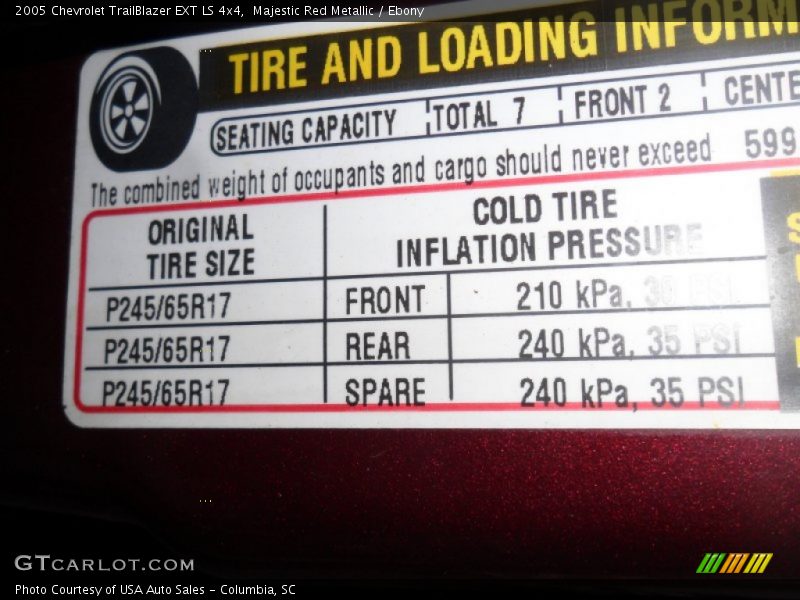 2005 Chevrolet TrailBlazer EXT LS 4x4, Majestic Red Metallic / Ebony
TIRE AND LOADING INFORM
SEATING CAPACITY TOTAL 7 FRONT 2 CENTE
The combined weight of occupants and cargo should never exceed 599
ORIGINAL TIRE SIZE
COLD TIRE INFLATION PRESSURE
P245/65R17 FRONT 210 kPa, 30 PSI
P245/65R17 REAR 240 kPa, 35 PSI
P245/65R17 SPARE 240 kPa, 35 PSI
GTCARLOT.COM
Photo Courtesy of USA Auto Sales - Columbia, SC